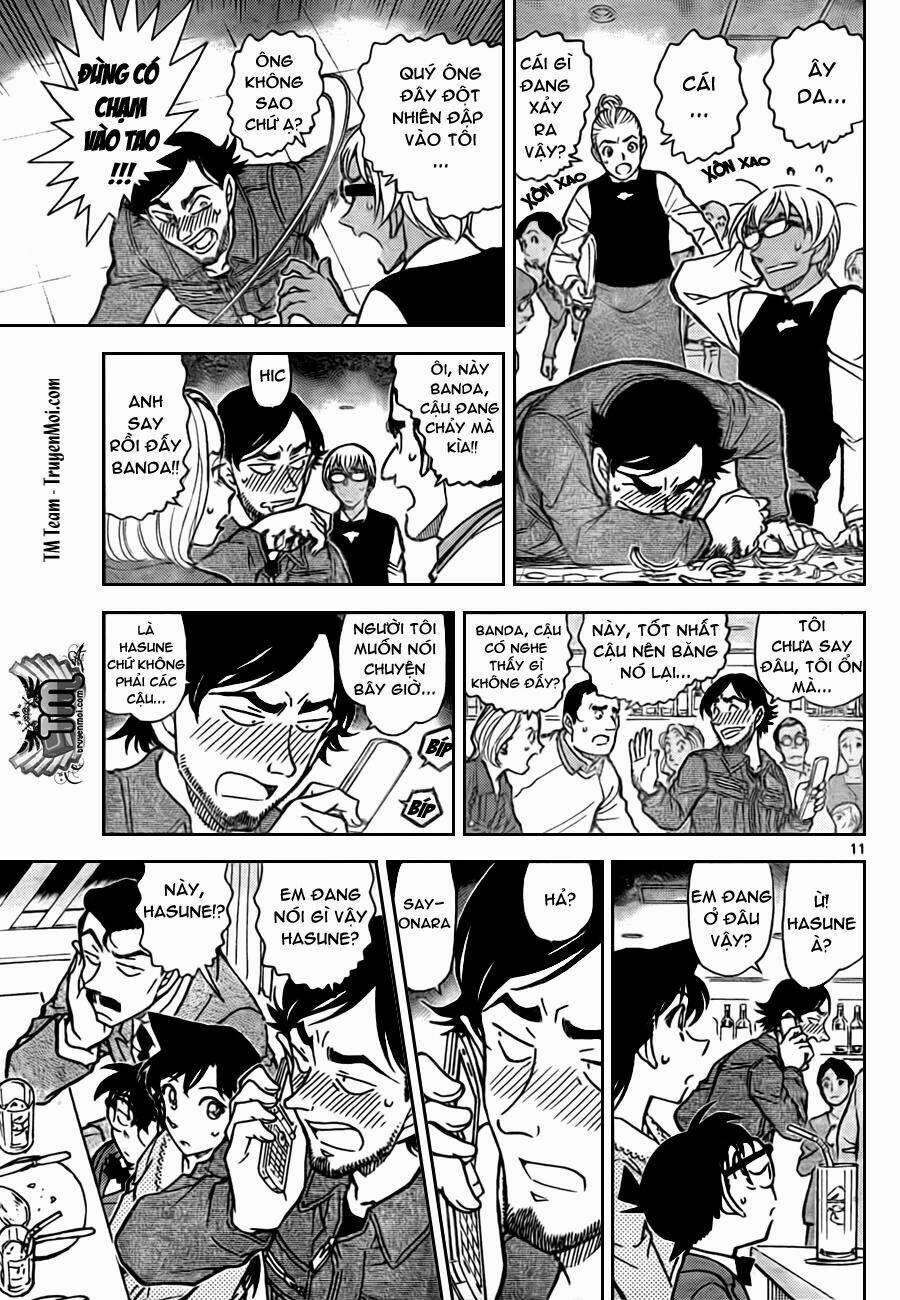 ÂY
DA...
CÁI
...
CÁI GÌ
ĐANG
XẢY
RA
VẬY?
XÔN XAO
XÔN XAO
QUÝ ÔNG
ĐÂY ĐỘT
NHIÊN ĐẬP
VÀO TÔI
...
ÔNG
KHÔNG
SAO
CHỨ Ạ?
ĐỪNG CÓ
CHẠM
VÀO TAO
!!!
ÔI, NÀY
BANDA,
CẬU ĐANG
CHẢY MÁ
KÌA!!
HIC
ANH
SAY
RỒI ĐẤY
BANDA!!
TM Team - TruyenMoi.com
TÔI
CHƯA SAY
ĐÂU, TÔI ỔN
MÀ...
NÀY, TỐT NHẤT
CẬU NÊN BĂNG
NÓ LẠI...
BANDA, CẬU
CÓ NGHE
THẤY GÌ
KHÔNG ĐẤY?
NGƯỜI TÔI
MUỐN NÓI
CHUYỆN
BÂY GIỜ...
LÀ
HASUNE
CHỨ KHÔNG
PHẢI CÁC
CẬU...
BÍP
BÍP
TM
truyenmoi.com
11
Ừ!
HASUNE
À?
EM ĐANG
Ở ĐÂU
VẬY?
HẢ?
SAY-
ONARA
EM ĐANG
NÓI GÌ VẬY
HASUNE?
NÀY,
HASUNE!?